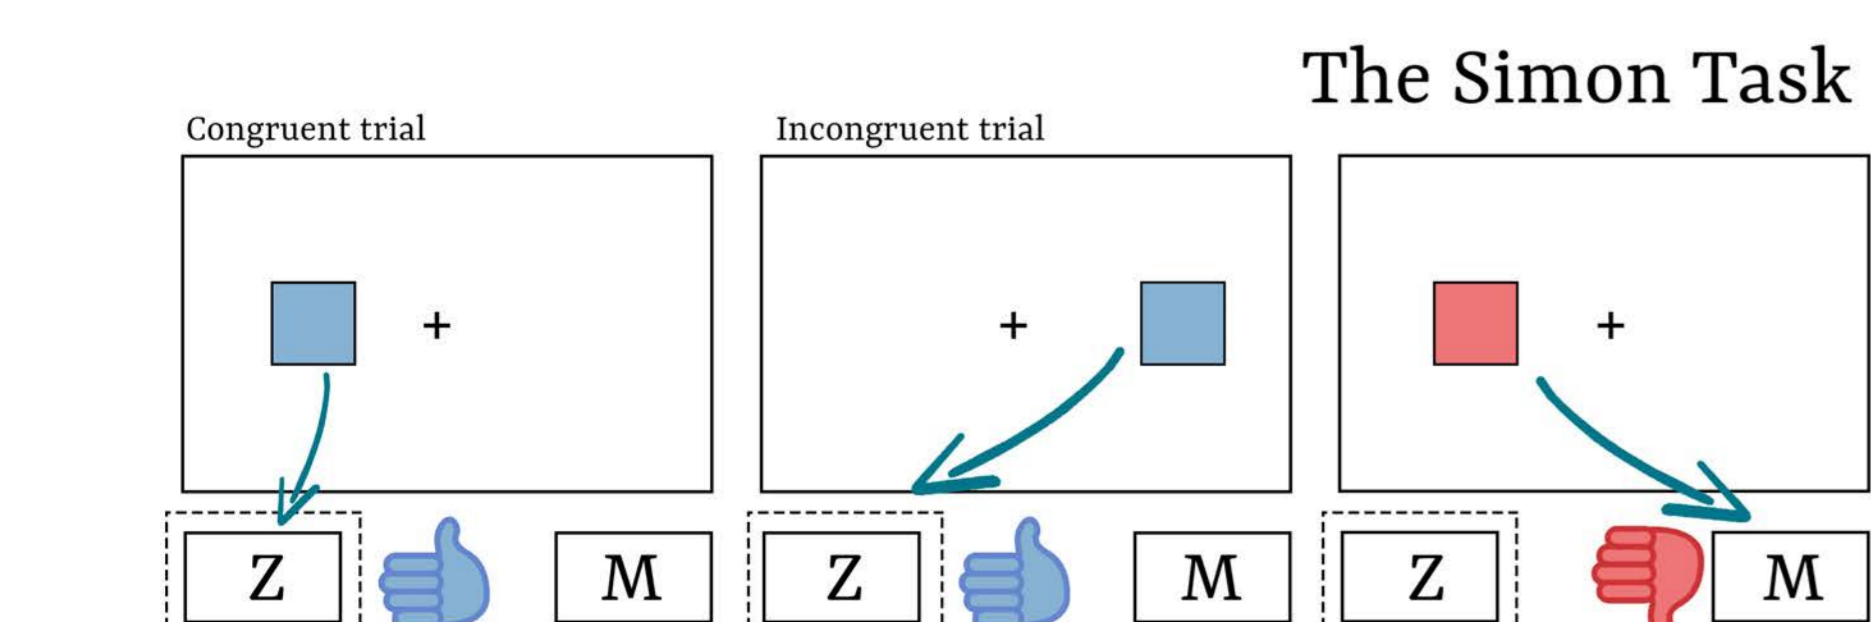 The Simon Task
Congruent trial
Incongruent trial
+
+
+
Z
M
Z
M
Z
M